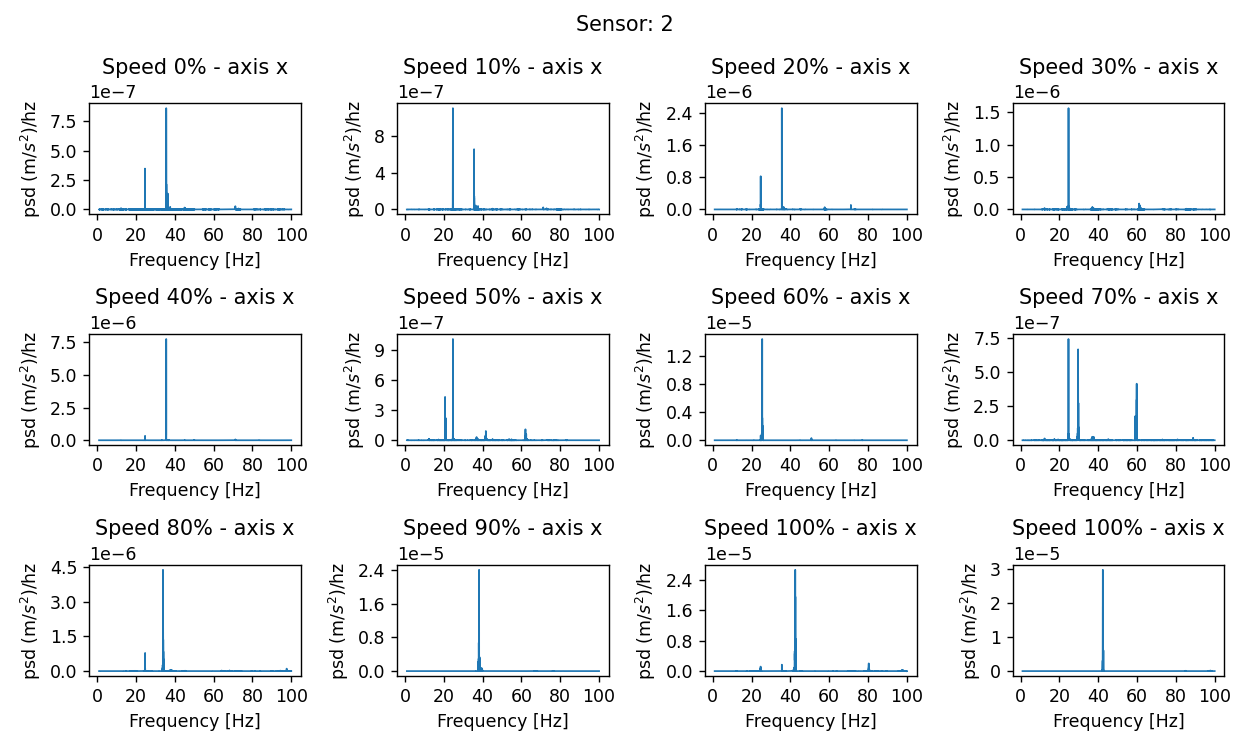 Sensor: 2
Speed 0% - axis x
1e−7
psd (m/s²)/hz
7.5
5.0
2.5
0.0
0 20 40 60 80 100
Frequency [Hz]
Speed 10% - axis x
1e−7
psd (m/s²)/hz
8
4
0
0 20 40 60 80 100
Frequency [Hz]
Speed 20% - axis x
1e−6
psd (m/s²)/hz
2.4
1.6
0.8
0.0
0 20 40 60 80 100
Frequency [Hz]
Speed 30% - axis x
1e−6
psd (m/s²)/hz
1.5
1.0
0.5
0.0
0 20 40 60 80 100
Frequency [Hz]
Speed 40% - axis x
1e−6
psd (m/s²)/hz
7.5
5.0
2.5
0.0
0 20 40 60 80 100
Frequency [Hz]
Speed 50% - axis x
1e−7
psd (m/s²)/hz
9
6
3
0
0 20 40 60 80 100
Frequency [Hz]
Speed 60% - axis x
1e−5
psd (m/s²)/hz
1.2
0.8
0.4
0.0
0 20 40 60 80 100
Frequency [Hz]
Speed 70% - axis x
1e−7
psd (m/s²)/hz
7.5
5.0
2.5
0.0
0 20 40 60 80 100
Frequency [Hz]
Speed 80% - axis x
1e−6
psd (m/s²)/hz
4.5
3.0
1.5
0.0
0 20 40 60 80 100
Frequency [Hz]
Speed 90% - axis x
1e−5
psd (m/s²)/hz
2.4
1.6
0.8
0.0
0 20 40 60 80 100
Frequency [Hz]
Speed 100% - axis x
1e−5
psd (m/s²)/hz
2.4
1.6
0.8
0.0
0 20 40 60 80 100
Frequency [Hz]
Speed 100% - axis x
1e−5
psd (m/s²)/hz
3
2
1
0
0 20 40 60 80 100
Frequency [Hz]